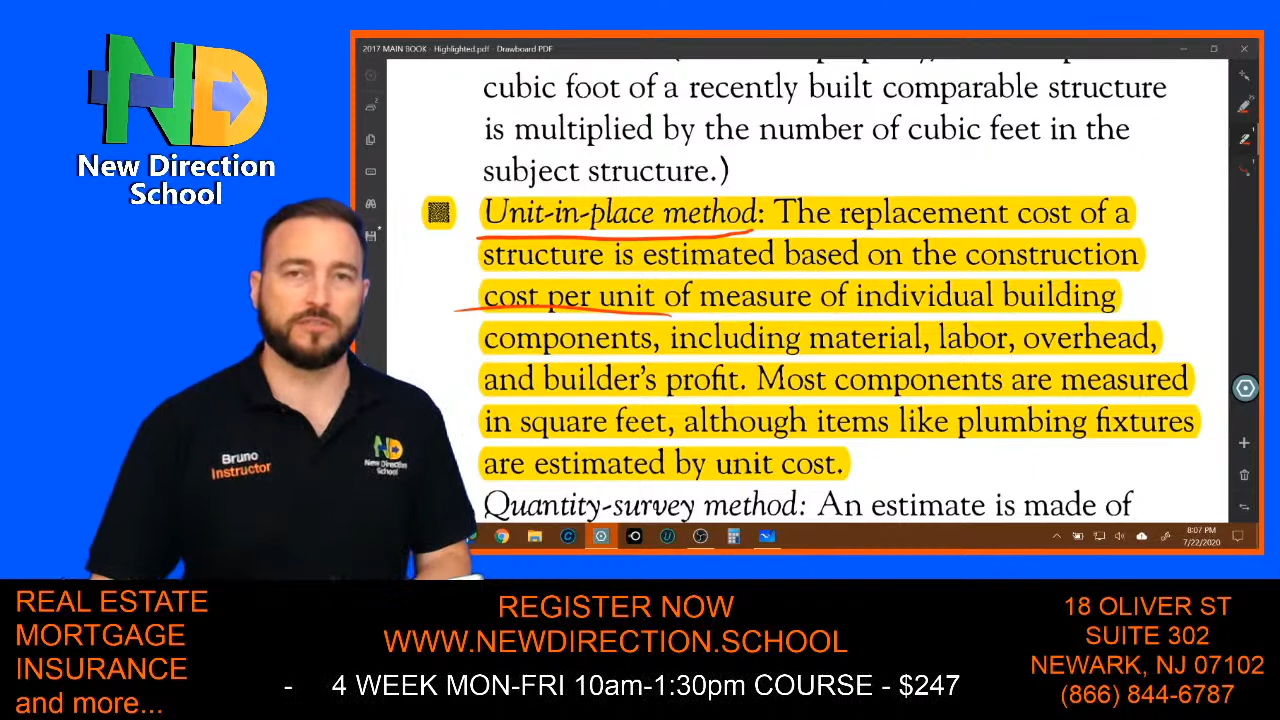 2017 MAIN BOOK - Highlighted.pdf - Drawboard PDF
cubic foot of a recently built comparable structure
is multiplied by the number of cubic feet in the
subject structure.)
Unit-in-place method: The replacement cost of a
structure is estimated based on the construction
cost per unit of measure of individual building
components, including material, labor, overhead,
and builder's profit. Most components are measured
in square feet, although items like plumbing fixtures
are estimated by unit cost.
Quantity-survey method: An estimate is made of
8:07 PM
7/22/2020
ND
New Direction
School
Bruno
Instructor
ND
New Direction
School
REAL ESTATE
MORTGAGE
INSURANCE
and more...
REGISTER NOW
WWW.NEWDIRECTION.SCHOOL
- 4 WEEK MON-FRI 10am-1:30pm COURSE - $247
18 OLIVER ST
SUITE 302
NEWARK, NJ 07102
(866) 844-6787